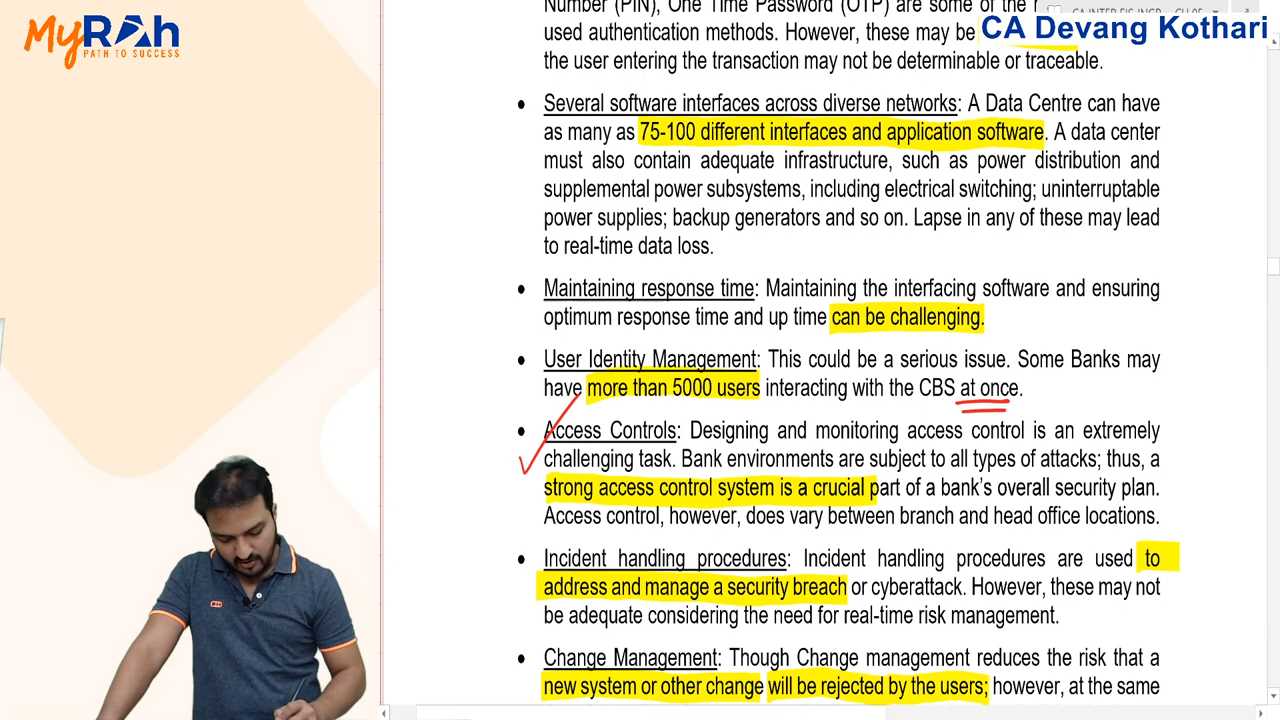 MyRAh
PATH TO SUCCESS
CA Devang Kothari
Number (PIN), One Time Password (OTP) are some of the
used authentication methods. However, these may be
the user entering the transaction may not be determinable or traceable.
• Several software interfaces across diverse networks: A Data Centre can have
as many as 75-100 different interfaces and application software. A data center
must also contain adequate infrastructure, such as power distribution and
supplemental power subsystems, including electrical switching; uninterruptable
power supplies; backup generators and so on. Lapse in any of these may lead
to real-time data loss.
• Maintaining response time: Maintaining the interfacing software and ensuring
optimum response time and up time can be challenging.
• User Identity Management: This could be a serious issue. Some Banks may
have more than 5000 users interacting with the CBS at once.
• Access Controls: Designing and monitoring access control is an extremely
challenging task. Bank environments are subject to all types of attacks; thus, a
strong access control system is a crucial part of a bank's overall security plan.
Access control, however, does vary between branch and head office locations.
• Incident handling procedures: Incident handling procedures are used to
address and manage a security breach or cyberattack. However, these may not
be adequate considering the need for real-time risk management.
• Change Management: Though Change management reduces the risk that a
new system or other change will be rejected by the users; however, at the same